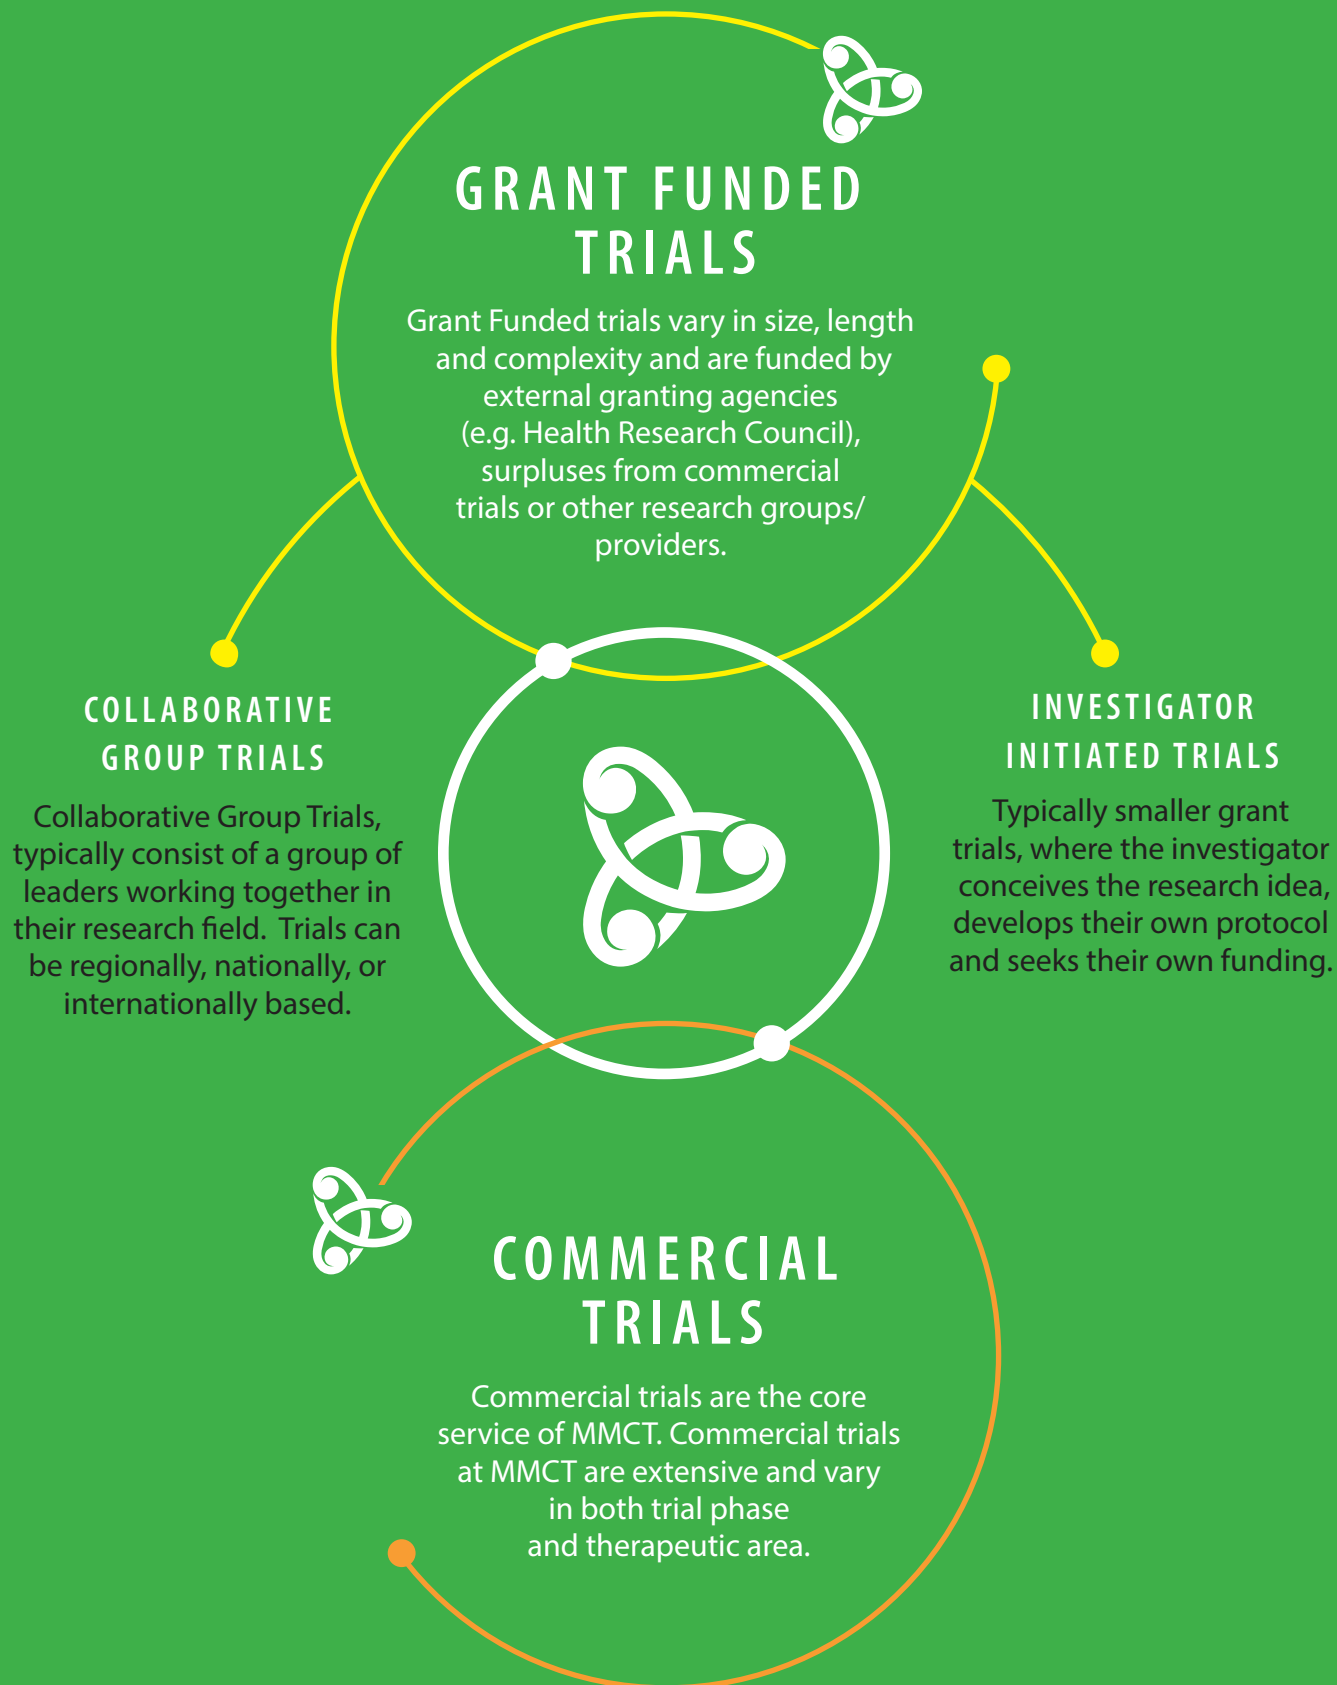 GRANT FUNDED
TRIALS
Grant Funded trials vary in size, length
and complexity and are funded by
external granting agencies
(e.g. Health Research Council),
surpluses from commercial
trials or other research groups/
providers.
COLLABORATIVE
GROUP TRIALS
Collaborative Group Trials,
typically consist of a group of
leaders working together in
their research field. Trials can
be regionally, nationally, or
internationally based.
INVESTIGATOR
INITIATED TRIALS
Typically smaller grant
trials, where the investigator
conceives the research idea,
develops their own protocol
and seeks their own funding.
COMMERCIAL
TRIALS
Commercial trials are the core
service of MMCT. Commercial trials
at MMCT are extensive and vary
in both trial phase
and therapeutic area.